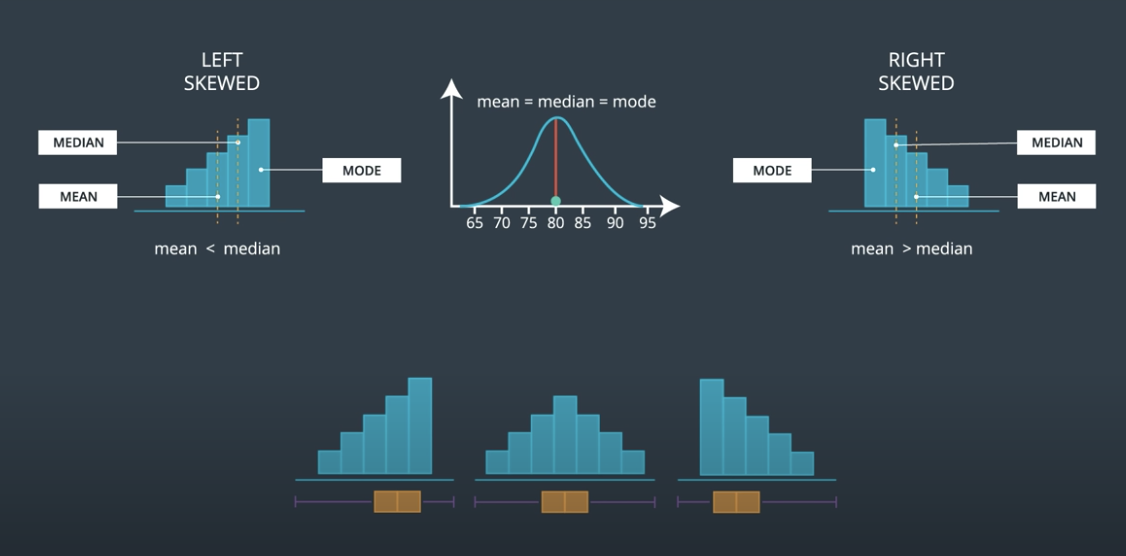 LEFT
SKEWED
MEDIAN
MEAN
MODE
mean < median
mean = median = mode
65 70 75 80 85 90 95
RIGHT
SKEWED
MODE
MEDIAN
MEAN
mean > median